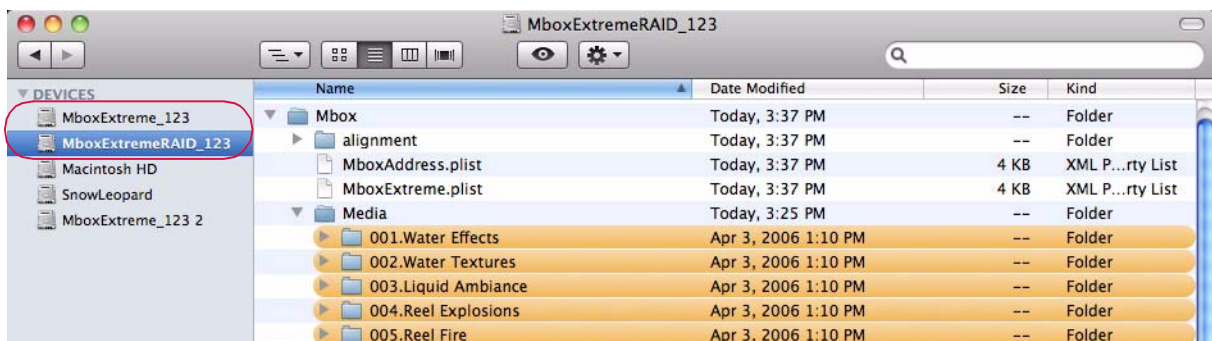 MboxExtremeRAID_123
DEVICES
MboxExtreme_123
MboxExtremeRAID_123
Macintosh HD
SnowLeopard
MboxExtreme_123 2
Name Date Modified Size Kind
Mbox Today, 3:37 PM -- Folder
alignment Today, 3:37 PM -- Folder
MboxAddress.plist Today, 3:37 PM 4 KB XML P...rty List
MboxExtreme.plist Today, 3:37 PM 4 KB XML P...rty List
Media Today, 3:25 PM -- Folder
001.Water Effects Apr 3, 2006 1:10 PM -- Folder
002.Water Textures Apr 3, 2006 1:10 PM -- Folder
003.Liquid Ambiance Apr 3, 2006 1:10 PM -- Folder
004.Reel Explosions Apr 3, 2006 1:10 PM -- Folder
005.Reel Fire Apr 3, 2006 1:10 PM -- Folder